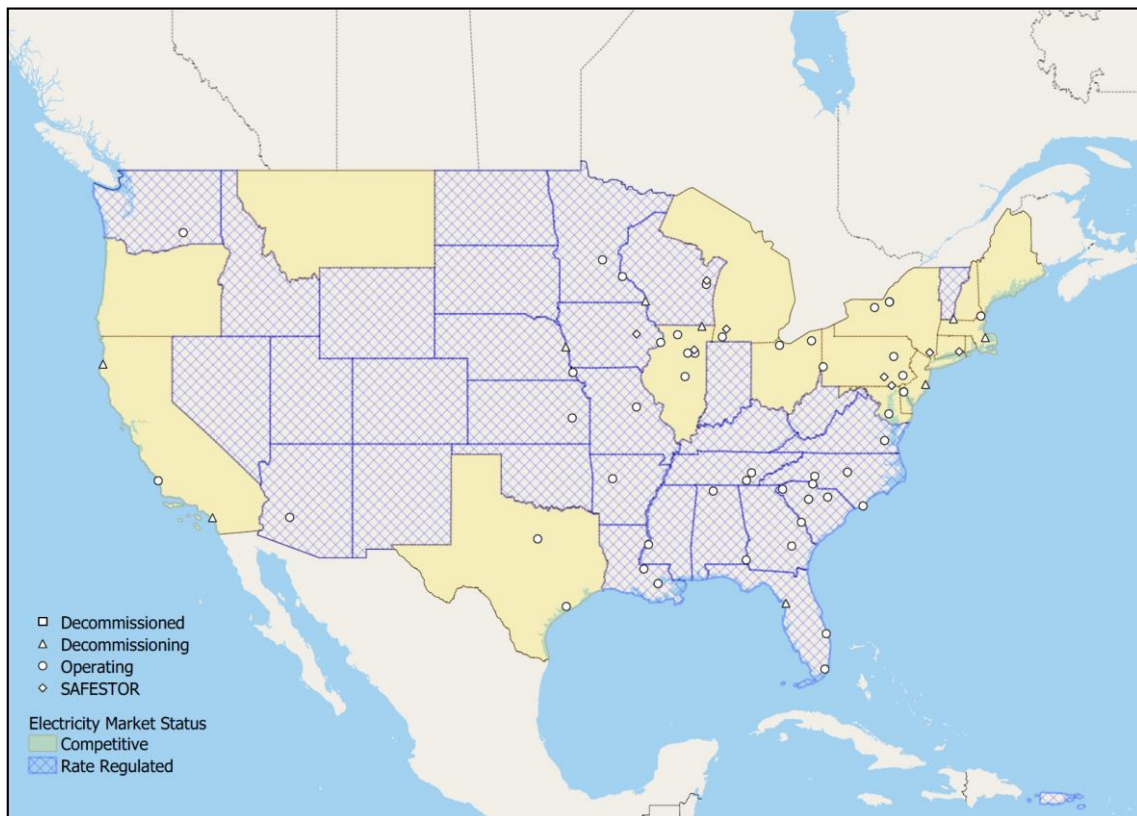 Decommissioned
Decommissioning
Operating
SAFESTOR
Electricity Market Status
Competitive
Rate Regulated